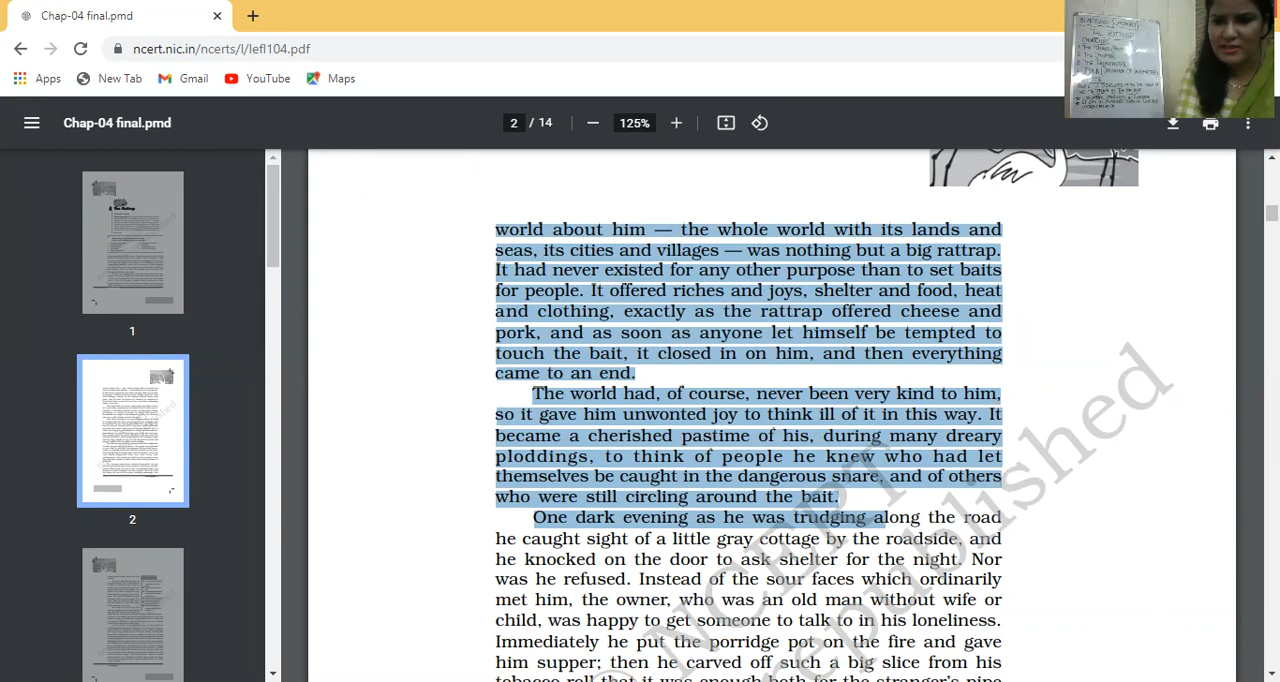 Chap-04 final.pmd
ncert.nic.in/ncerts/l/lefl104.pdf
Apps New Tab Gmail YouTube Maps
Chap-04 final.pmd
2 / 14
125%
1
2
world about him — the whole world with its lands and
seas, its cities and villages — was nothing but a big rattrap.
It had never existed for any other purpose than to set baits
for people. It offered riches and joys, shelter and food, heat
and clothing, exactly as the rattrap offered cheese and
pork, and as soon as anyone let himself be tempted to
touch the bait, it closed in on him, and then everything
came to an end.
The world had, of course, never been very kind to him,
so it gave him unwonted joy to think ill of it in this way. It
became a cherished pastime of his, during many dreary
ploddings, to think of people he knew who had let
themselves be caught in the dangerous snare, and of others
who were still circling around the bait.
One dark evening as he was trudging along the road
he caught sight of a little gray cottage by the roadside, and
he knocked on the door to ask shelter for the night. Nor
was he refused. Instead of the sour faces which ordinarily
met him, the owner, who was an old man without wife or
child, was happy to get someone to talk to in his loneliness.
Immediately he put the porridge pot on the fire and gave
him supper; then he carved off such a big slice from his
tobacco roll that it was enough both for the stranger's pipe
© NCERT
republished